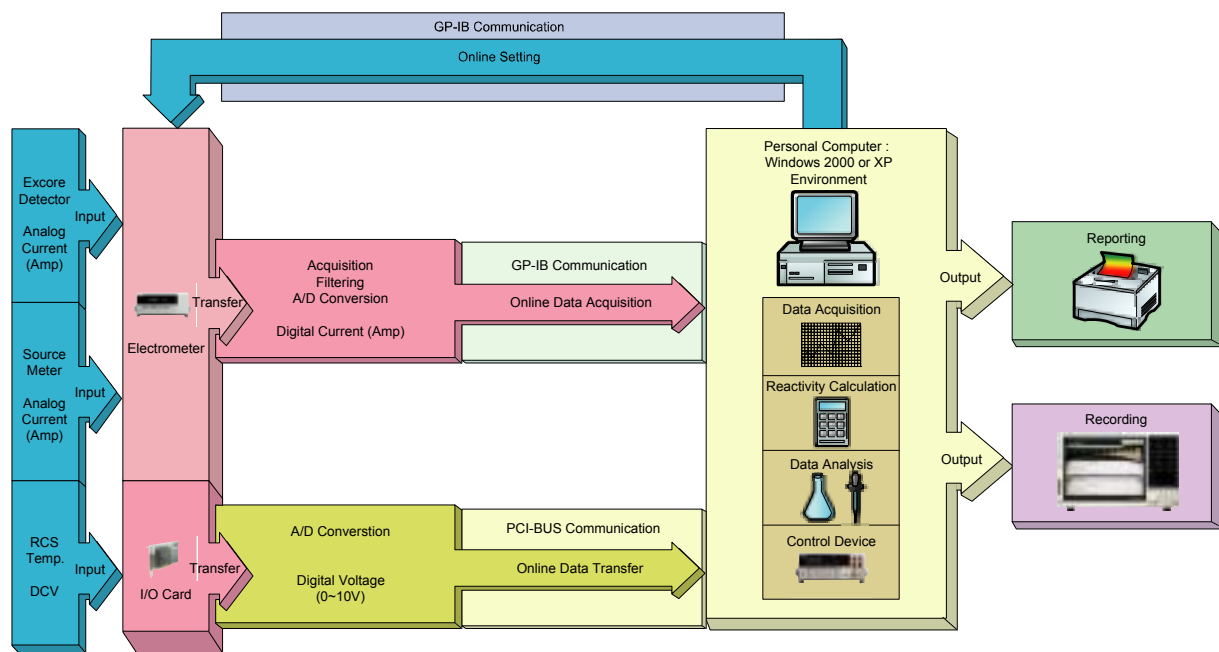 GP-IB Communication
Online Setting
Excore
Detector
Analog
Current
(Amp)
Input
Source
Meter
Analog
Current
(Amp)
Input
RCS
Temp.
DCV
Input
Electrometer
Transfer
I/O Card
Transfer
Acquisition
Filtering
A/D Conversion
Digital Current (Amp)
GP-IB Communication
Online Data Acquisition
A/D Converstion
Digital Voltage
(0~10V)
PCI-BUS Communication
Online Data Transfer
Personal Computer :
Windows 2000 or XP
Environment
Data Acquisition
Reactivity Calculation
Data Analysis
Control Device
Output
Reporting
Output
Recording